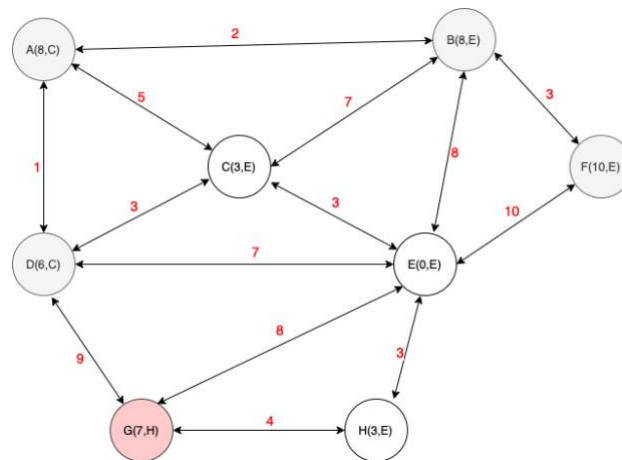 2
A(8,C)
B(8,E)
5
7
3
C(3,E)
8
F(10,E)
1
3
3
10
D(6,C)
7
E(0,E)
9
8
3
G(7,H)
4
H(3,E)